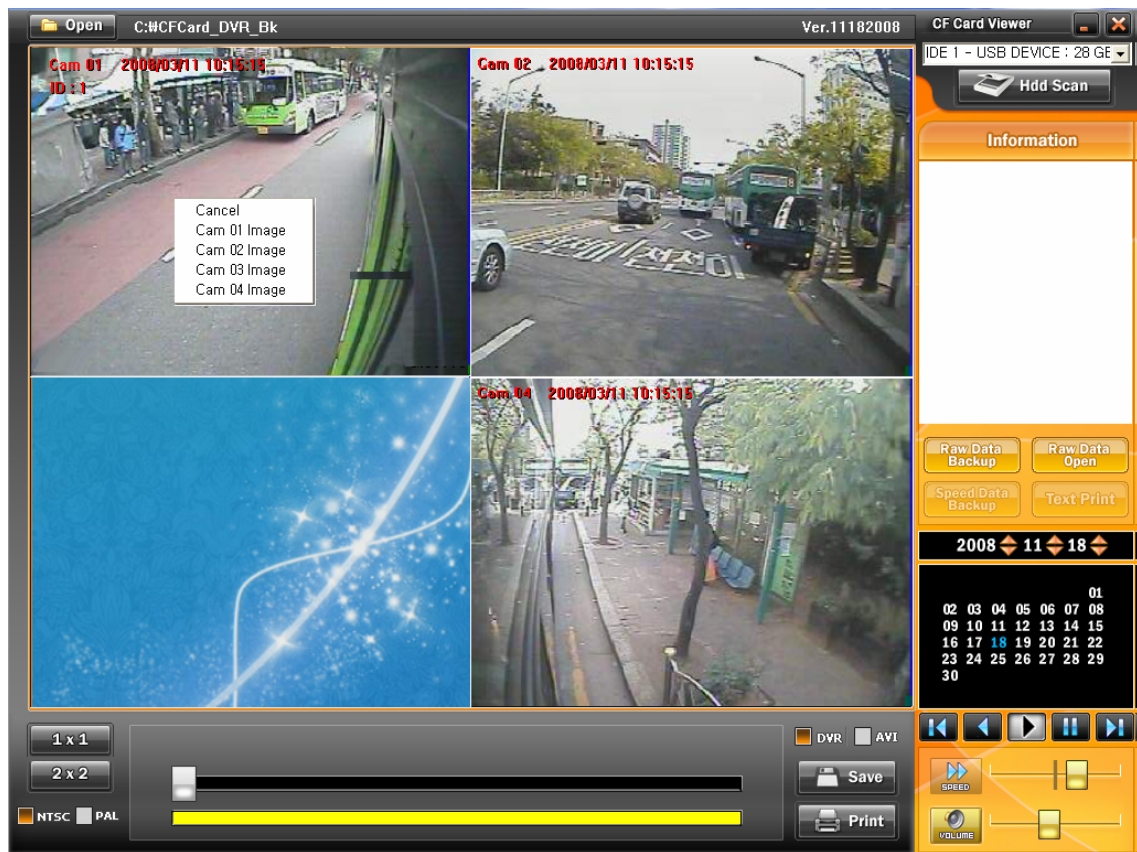 Open
C:₩CFCard_DVR_Bk
Ver.11182008
CF Card Viewer
IDE 1 - USB DEVICE : 28 GE
Hdd Scan
Cam 01 2008/03/11 10:15:15
ID : 1
Cam 02 2008/03/11 10:15:15
Cancel
Cam 01 Image
Cam 02 Image
Cam 03 Image
Cam 04 Image
Cam 04 2008/03/11 10:15:15
Information
Raw Data
Backup
Raw Data
Open
Speed Data
Backup
Text Print
2008 11 18
01
02 03 04 05 06 07 08
09 10 11 12 13 14 15
16 17 18 19 20 21 22
23 24 25 26 27 28 29
30
1 x 1
2 x 2
NTSC PAL
DVR AVI
Save
Print
SPEED
VOLUME